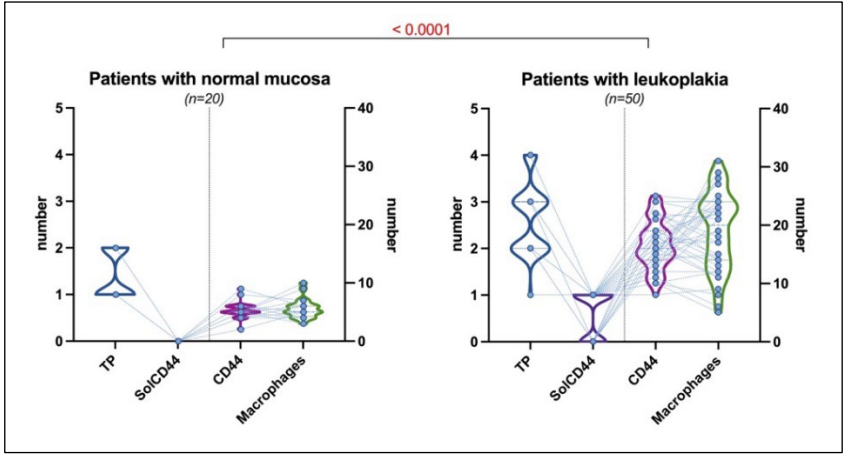 < 0.0001
Patients with normal mucosa
(n=20)
5
4
3
2
1
0
number
40
30
20
10
0
number
TP
SolCD44
CD44
Macrophages
Patients with leukoplakia
(n=50)
5
4
3
2
1
0
number
40
30
20
10
0
number
TP
SolCD44
CD44
Macrophages